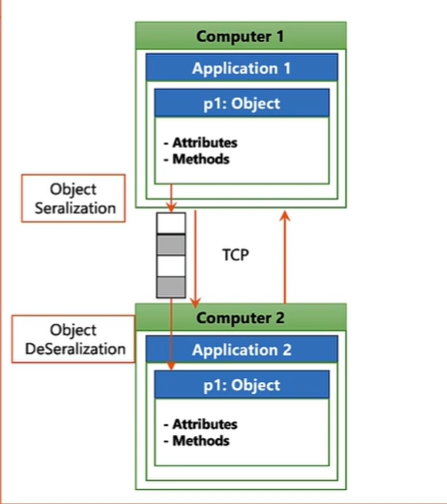 Computer 1
Application 1
p1: Object
- Attributes
- Methods
Object
Seralization
TCP
Computer 2
Object
DeSeralization
Application 2
p1: Object
- Attributes
- Methods